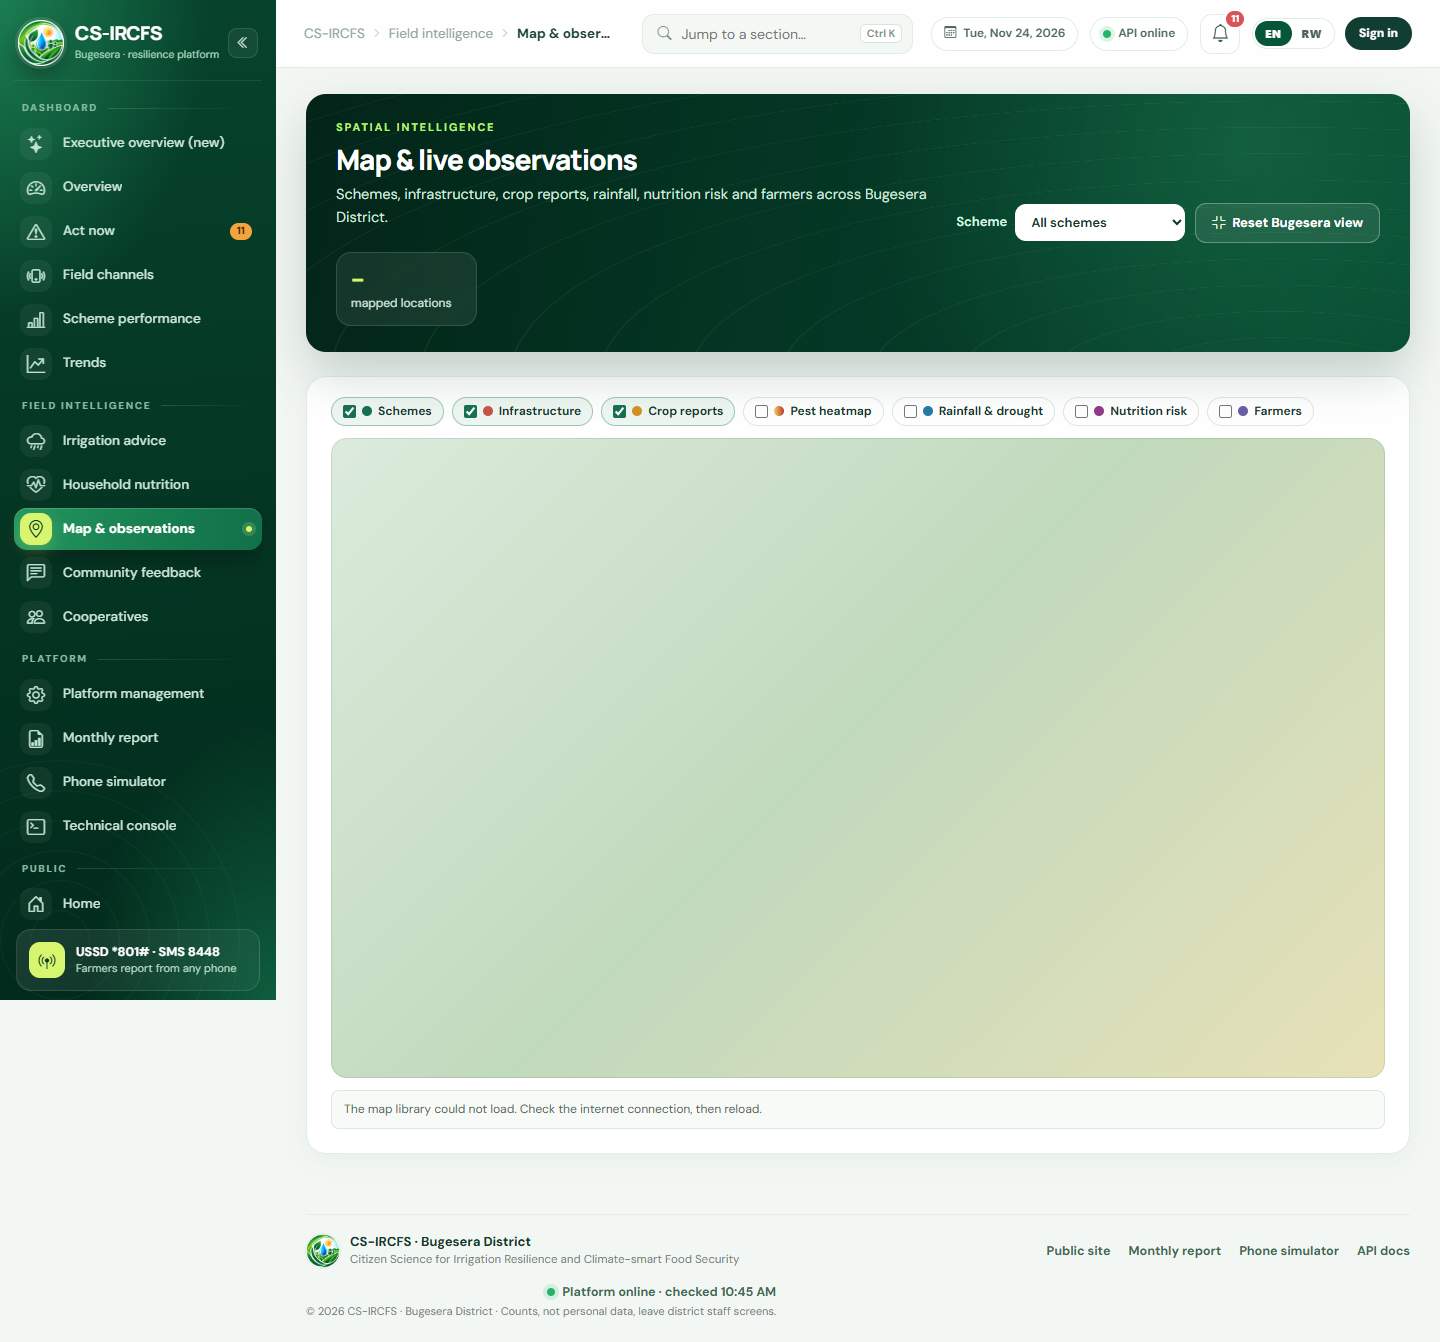 CS-IRCFS
Bugesera · resilience platform
DASHBOARD
Executive overview (new)
Overview
Act now
11
Field channels
Scheme performance
Trends
FIELD INTELLIGENCE
Irrigation advice
Household nutrition
Map & observations
Community feedback
Cooperatives
PLATFORM
Platform management
Monthly report
Phone simulator
Technical console
PUBLIC
Home
USSD *801# · SMS 8448
Farmers report from any phone
CS-IRCFS
Field intelligence
Map & obser...
Jump to a section...
Ctrl K
Tue, Nov 24, 2026
API online
11
EN
RW
Sign in
SPATIAL INTELLIGENCE
Map & live observations
Schemes, infrastructure, crop reports, rainfall, nutrition risk and farmers across Bugesera
District.
Scheme
All schemes
Reset Bugesera view
–
mapped locations
Schemes
Infrastructure
Crop reports
Pest heatmap
Rainfall & drought
Nutrition risk
Farmers
The map library could not load. Check the internet connection, then reload.
CS-IRCFS · Bugesera District
Citizen Science for Irrigation Resilience and Climate-smart Food Security
Public site
Monthly report
Phone simulator
API docs
Platform online · checked 10:45 AM
© 2026 CS-IRCFS · Bugesera District · Counts, not personal data, leave district staff screens.